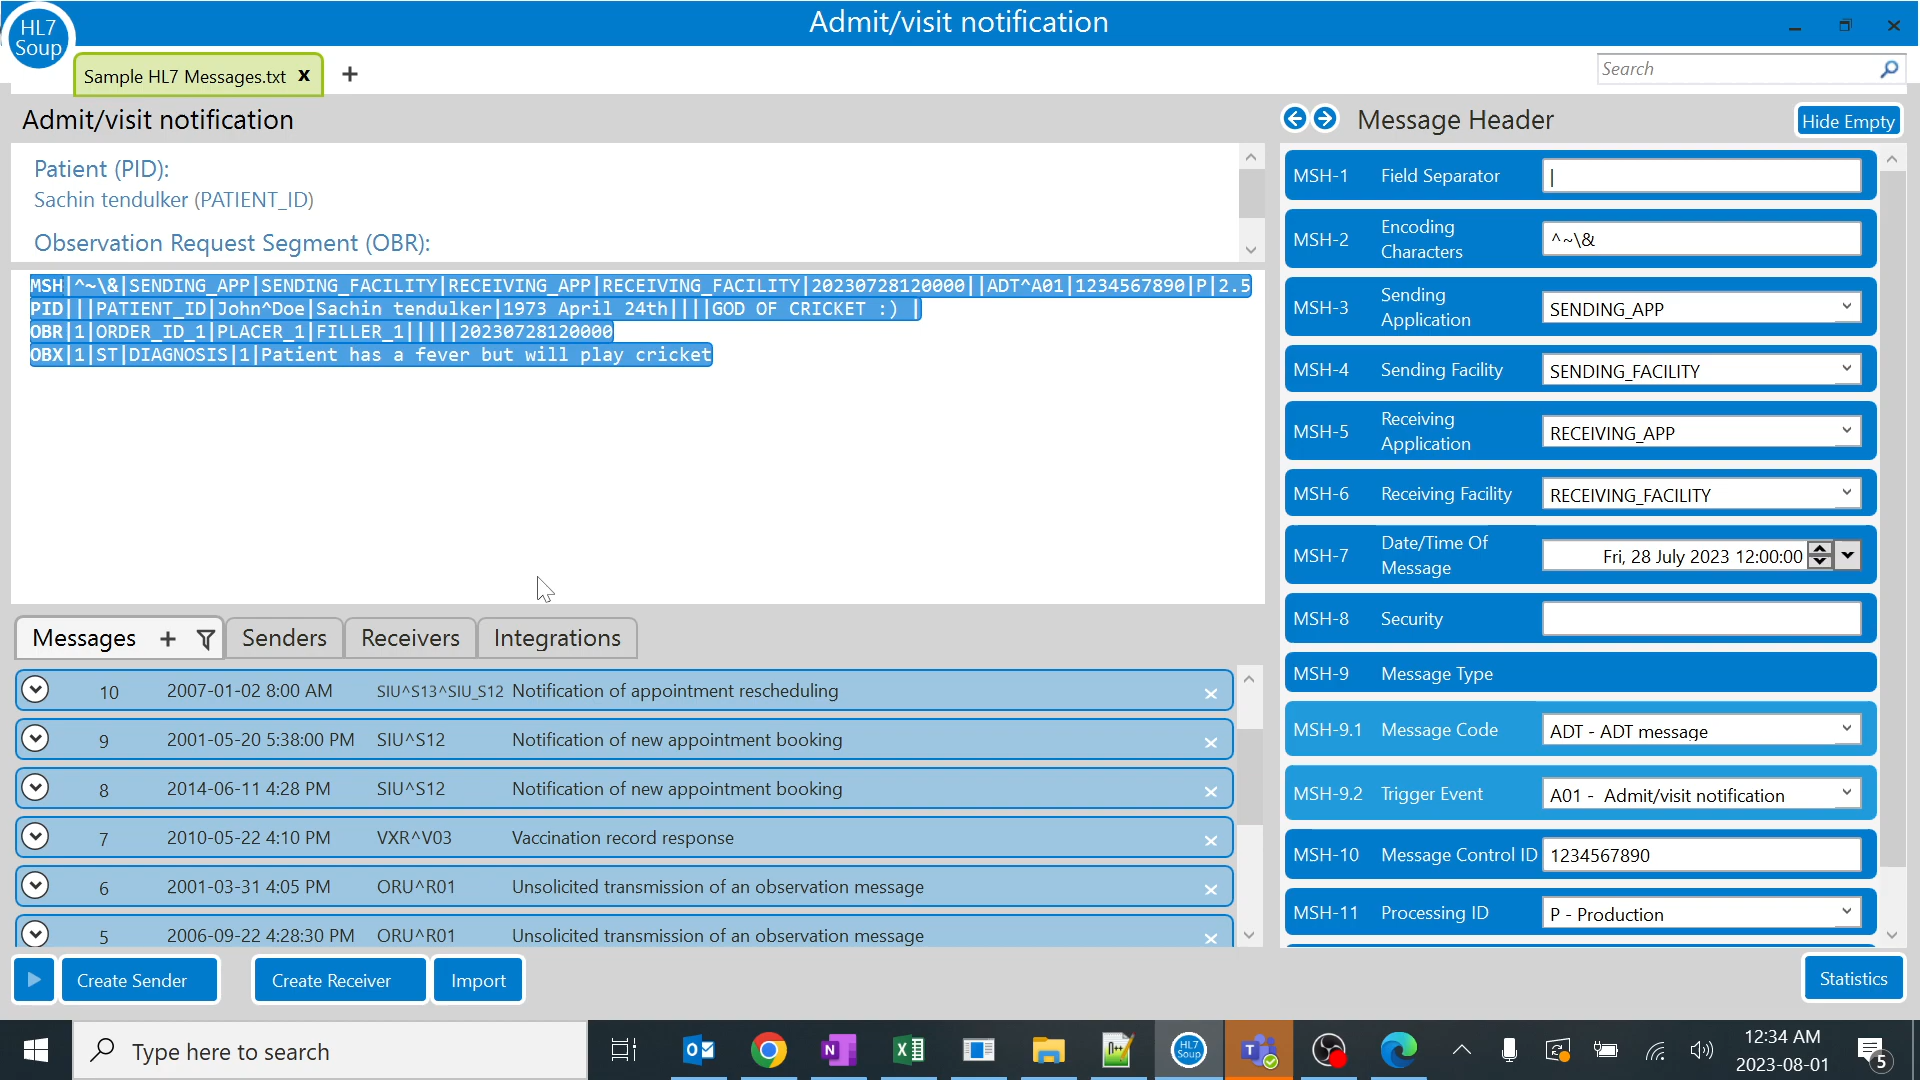 HL7
Soup
Admit/visit notification
Sample HL7 Messages.txt x +
Search
Admit/visit notification
Patient (PID):
Sachin tendulker (PATIENT_ID)
Observation Request Segment (OBR):
MSH|^~\&|SENDING_APP|SENDING_FACILITY|RECEIVING_APP|RECEIVING_FACILITY|20230728120000||ADT^A01|1234567890|P|2.5
PID|||PATIENT_ID|John^Doe|Sachin tendulker|1973 April 24th||||GOD OF CRICKET :) |
OBR|1|ORDER_ID_1|PLACER_1|FILLER_1|||||20230728120000
OBX|1|ST|DIAGNOSIS|1|Patient has a fever but will play cricket
Messages + Senders Receivers Integrations
10 2007-01-02 8:00 AM SIU^S13^SIU_S12 Notification of appointment rescheduling
9 2001-05-20 5:38:00 PM SIU^S12 Notification of new appointment booking
8 2014-06-11 4:28 PM SIU^S12 Notification of new appointment booking
7 2010-05-22 4:10 PM VXR^V03 Vaccination record response
6 2001-03-31 4:05 PM ORU^R01 Unsolicited transmission of an observation message
5 2006-09-22 4:28:30 PM ORU^R01 Unsolicited transmission of an observation message
Create Sender Create Receiver Import
Message Header Hide Empty
MSH-1 Field Separator |
MSH-2 Encoding Characters ^~\&
MSH-3 Sending Application SENDING_APP
MSH-4 Sending Facility SENDING_FACILITY
MSH-5 Receiving Application RECEIVING_APP
MSH-6 Receiving Facility RECEIVING_FACILITY
MSH-7 Date/Time Of Message Fri, 28 July 2023 12:00:00
MSH-8 Security
MSH-9 Message Type
MSH-9.1 Message Code ADT - ADT message
MSH-9.2 Trigger Event A01 - Admit/visit notification
MSH-10 Message Control ID 1234567890
MSH-11 Processing ID P - Production
Statistics
Type here to search
HL7
Soup
12:34 AM
2023-08-01
5